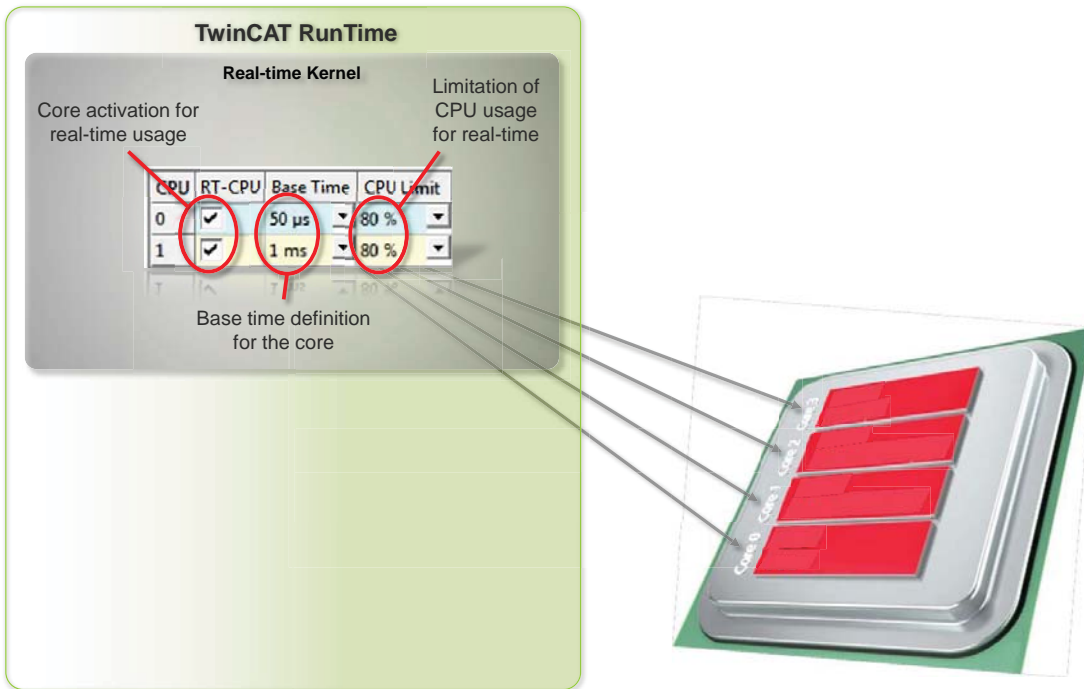 TwinCAT RunTime
Real-time Kernel
Core activation for
real-time usage
Limitation of
CPU usage
for real-time
CPU RT-CPU Base Time CPU Limit
0 50 µs 80 %
1 1 ms 80 %
Base time definition
for the core
Core 3
Core 2
Core 1
Core 0